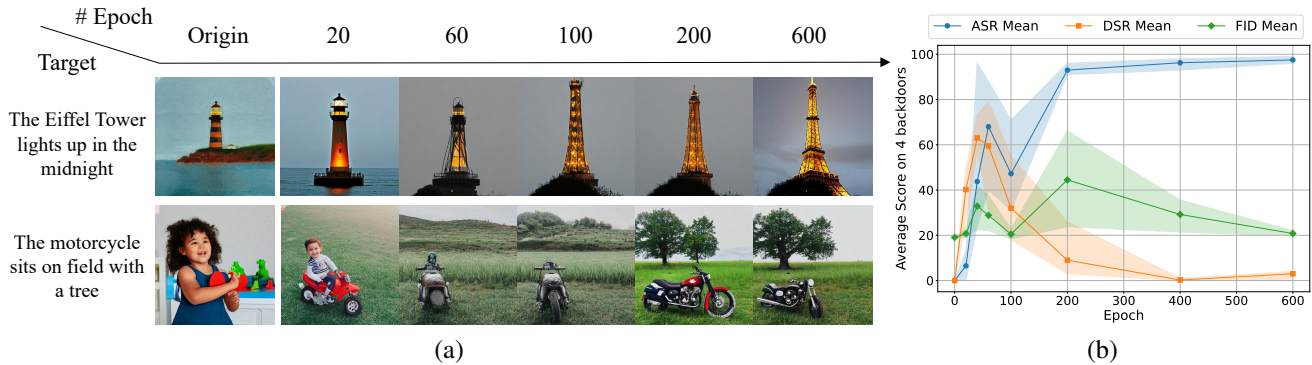 # Epoch
Target
Origin 20 60 100 200 600
The Eiffel Tower
lights up in the
midnight
The motorcycle
sits on field with
a tree
(a)
ASR Mean DSR Mean FID Mean
Average Score on 4 backdoors
100
80
60
40
20
0
0 100 200 300 400 500 600
Epoch
(b)